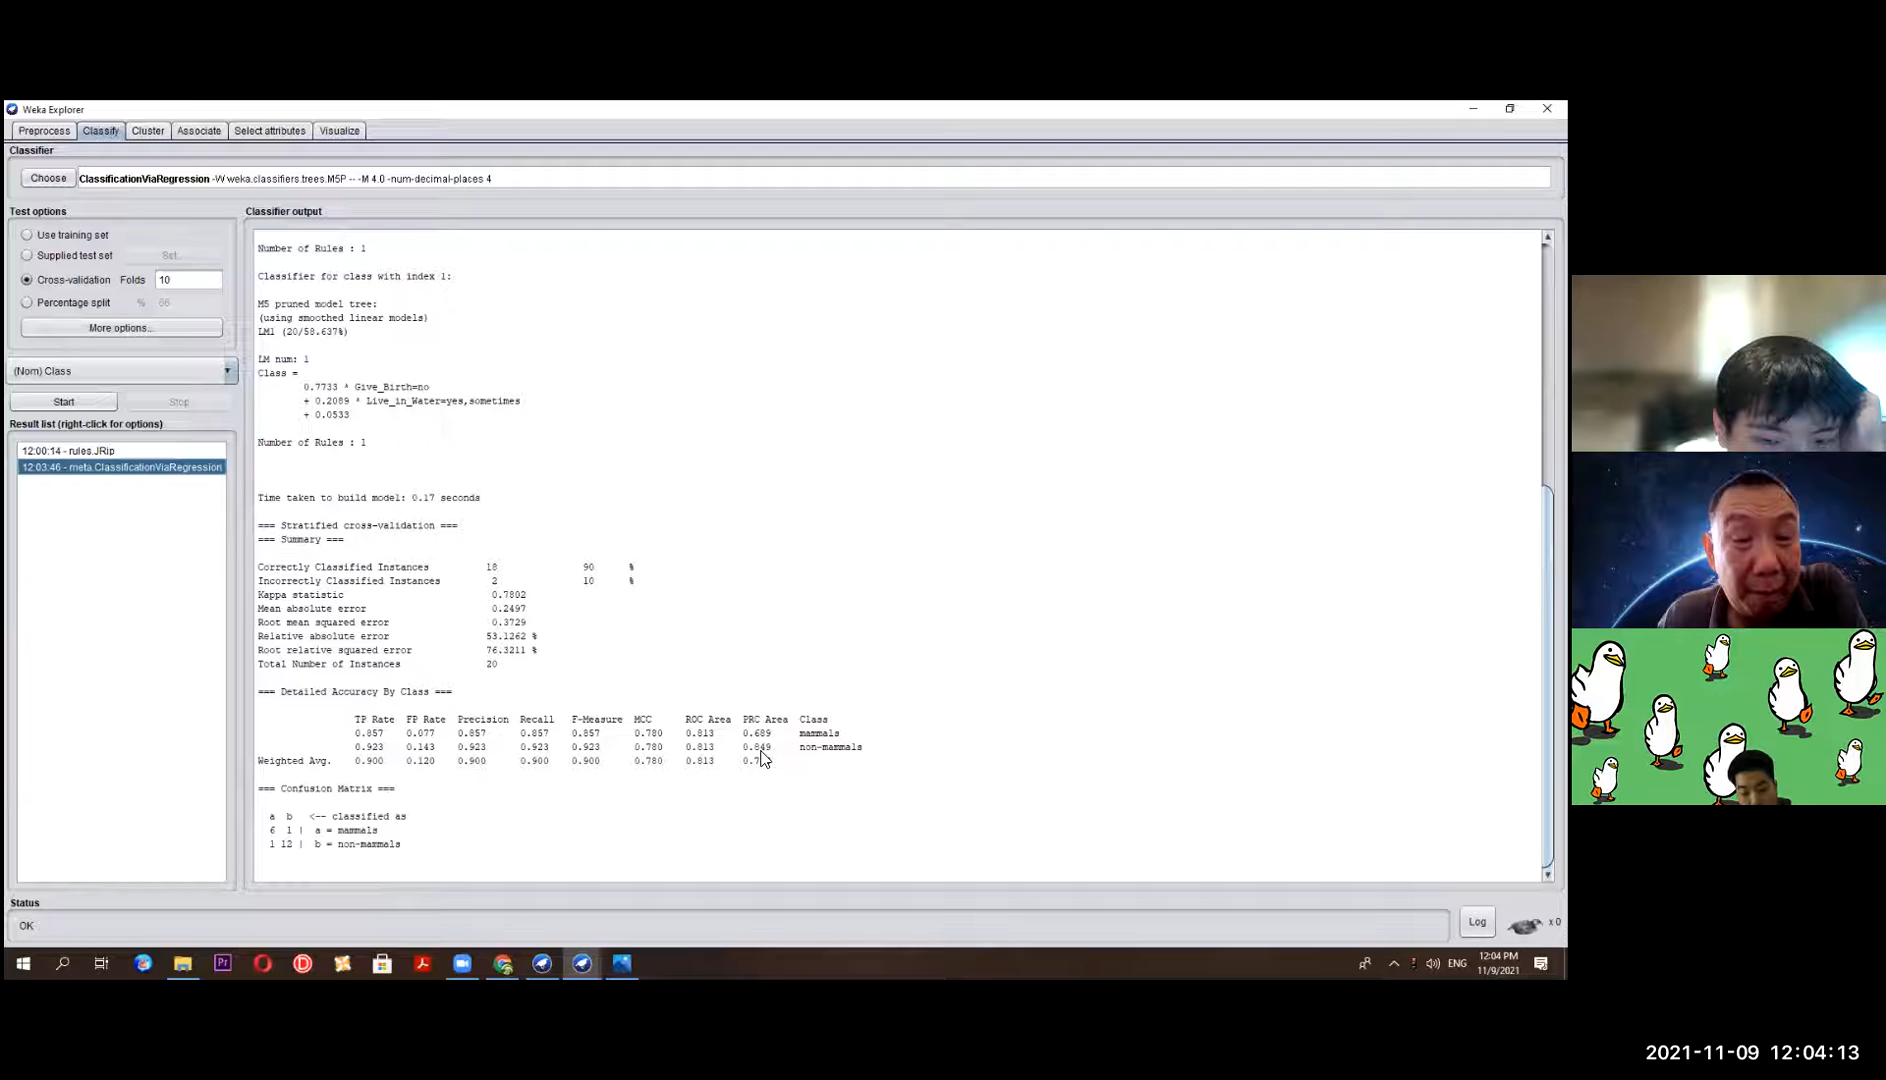 Weka Explorer
Preprocess Classify Cluster Associate Select attributes Visualize
Classifier
Choose ClassificationViaRegression -W weka.classifiers.trees.M5P -- -M 4.0 -num-decimal-places 4
Test options
Use training set
Supplied test set Set...
Cross-validation Folds 10
Percentage split % 66
More options...
(Nom) Class
Start Stop
Result list (right-click for options)
12:00:14 - rules.JRip
12:03:46 - meta.ClassificationViaRegression
Classifier output
Number of Rules : 1
Classifier for class with index 1:
M5 pruned model tree:
(using smoothed linear models)
LM1 (20/58.637%)
LM num: 1
Class =
0.7733 * Give_Birth=no
+ 0.2089 * Live_in_Water=yes,sometimes
+ 0.0533
Number of Rules : 1
Time taken to build model: 0.17 seconds
=== Stratified cross-validation ===
=== Summary ===
Correctly Classified Instances 18 90 %
Incorrectly Classified Instances 2 10 %
Kappa statistic 0.7802
Mean absolute error 0.2497
Root mean squared error 0.3729
Relative absolute error 53.1262 %
Root relative squared error 76.3211 %
Total Number of Instances 20
=== Detailed Accuracy By Class ===
TP Rate FP Rate Precision Recall F-Measure MCC ROC Area PRC Area Class
0.857 0.077 0.857 0.857 0.857 0.780 0.813 0.689 mammals
0.923 0.143 0.923 0.923 0.923 0.780 0.813 0.849 non-mammals
Weighted Avg. 0.900 0.120 0.900 0.900 0.900 0.780 0.813
=== Confusion Matrix ===
a b <-- classified as
6 1 | a = mammals
1 12 | b = non-mammals
Status
OK
Log x 0
Pr
ENG
12:04 PM
11/9/2021
2021-11-09 12:04:13